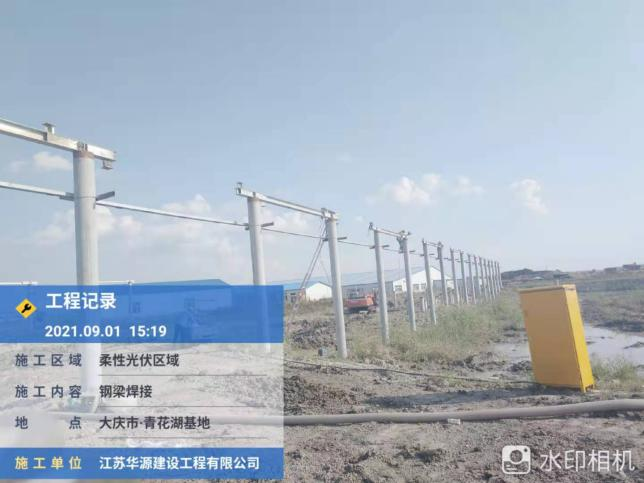 工程记录
2021.09.01 15:19
施工区域 柔性光伏区域
施工内容 钢梁焊接
地 点 大庆市·青花湖基地
施工单位 江苏华源建设工程有限公司
水印相机